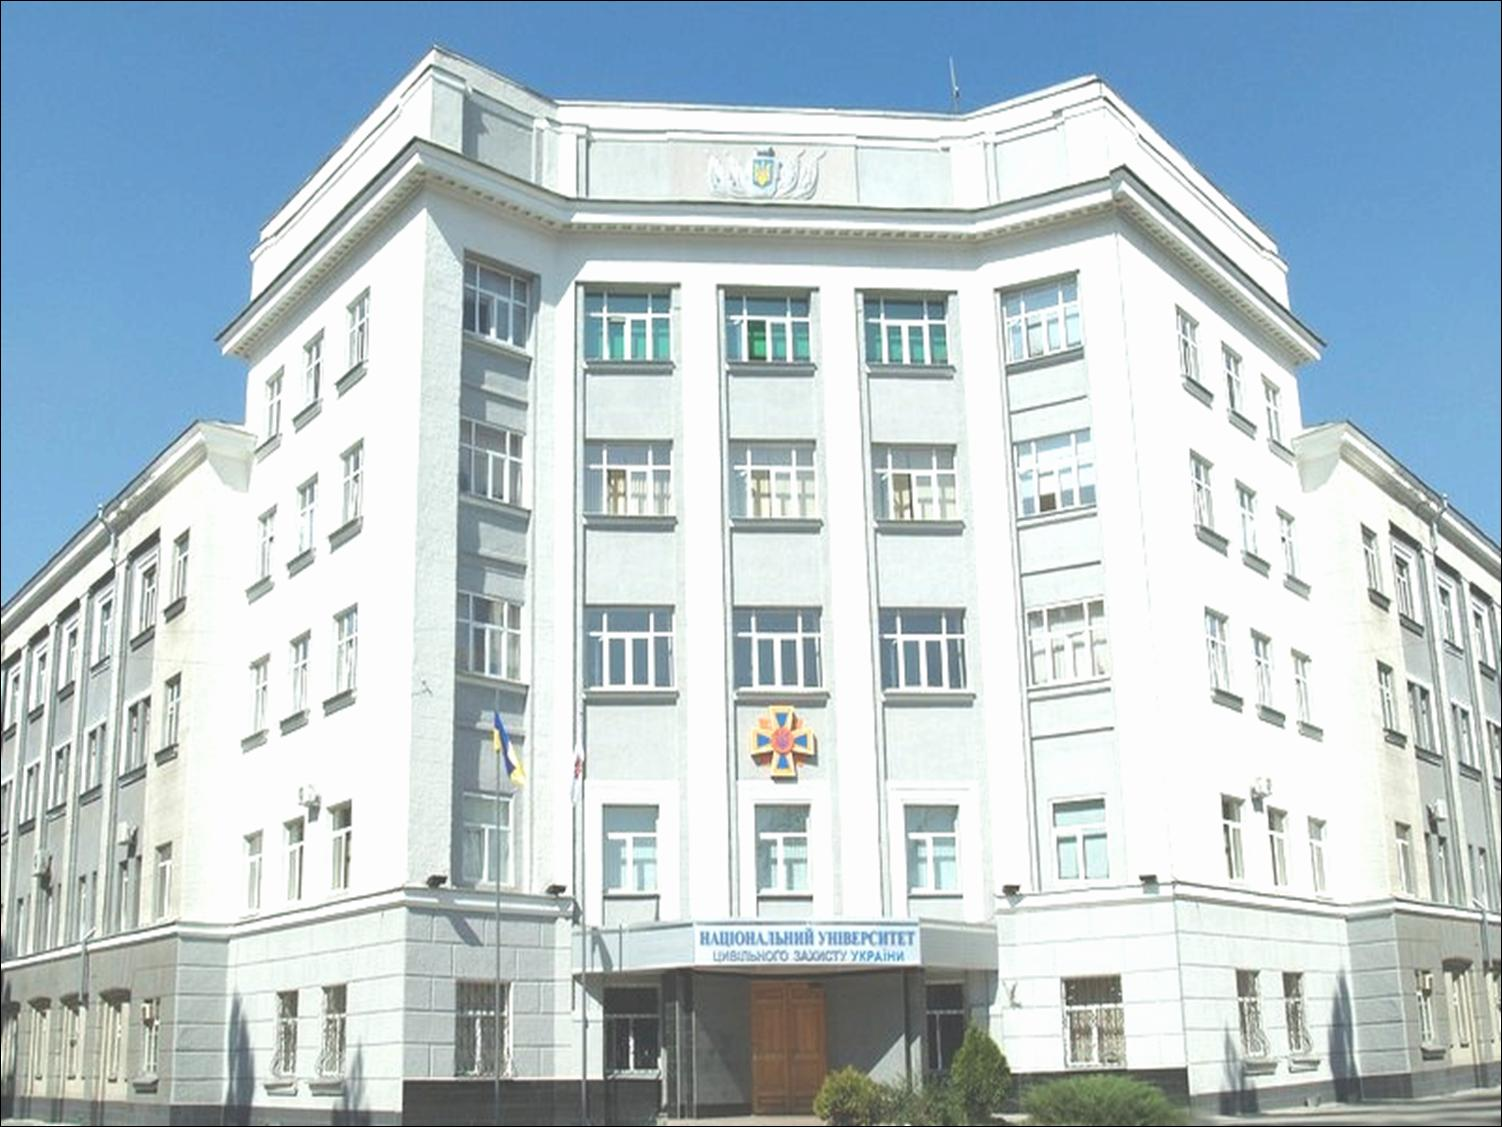 НАЦІОНАЛЬНИЙ УНІВЕРСИТЕТ
ЦИВІЛЬНОГО ЗАХИСТУ УКРАЇНИ